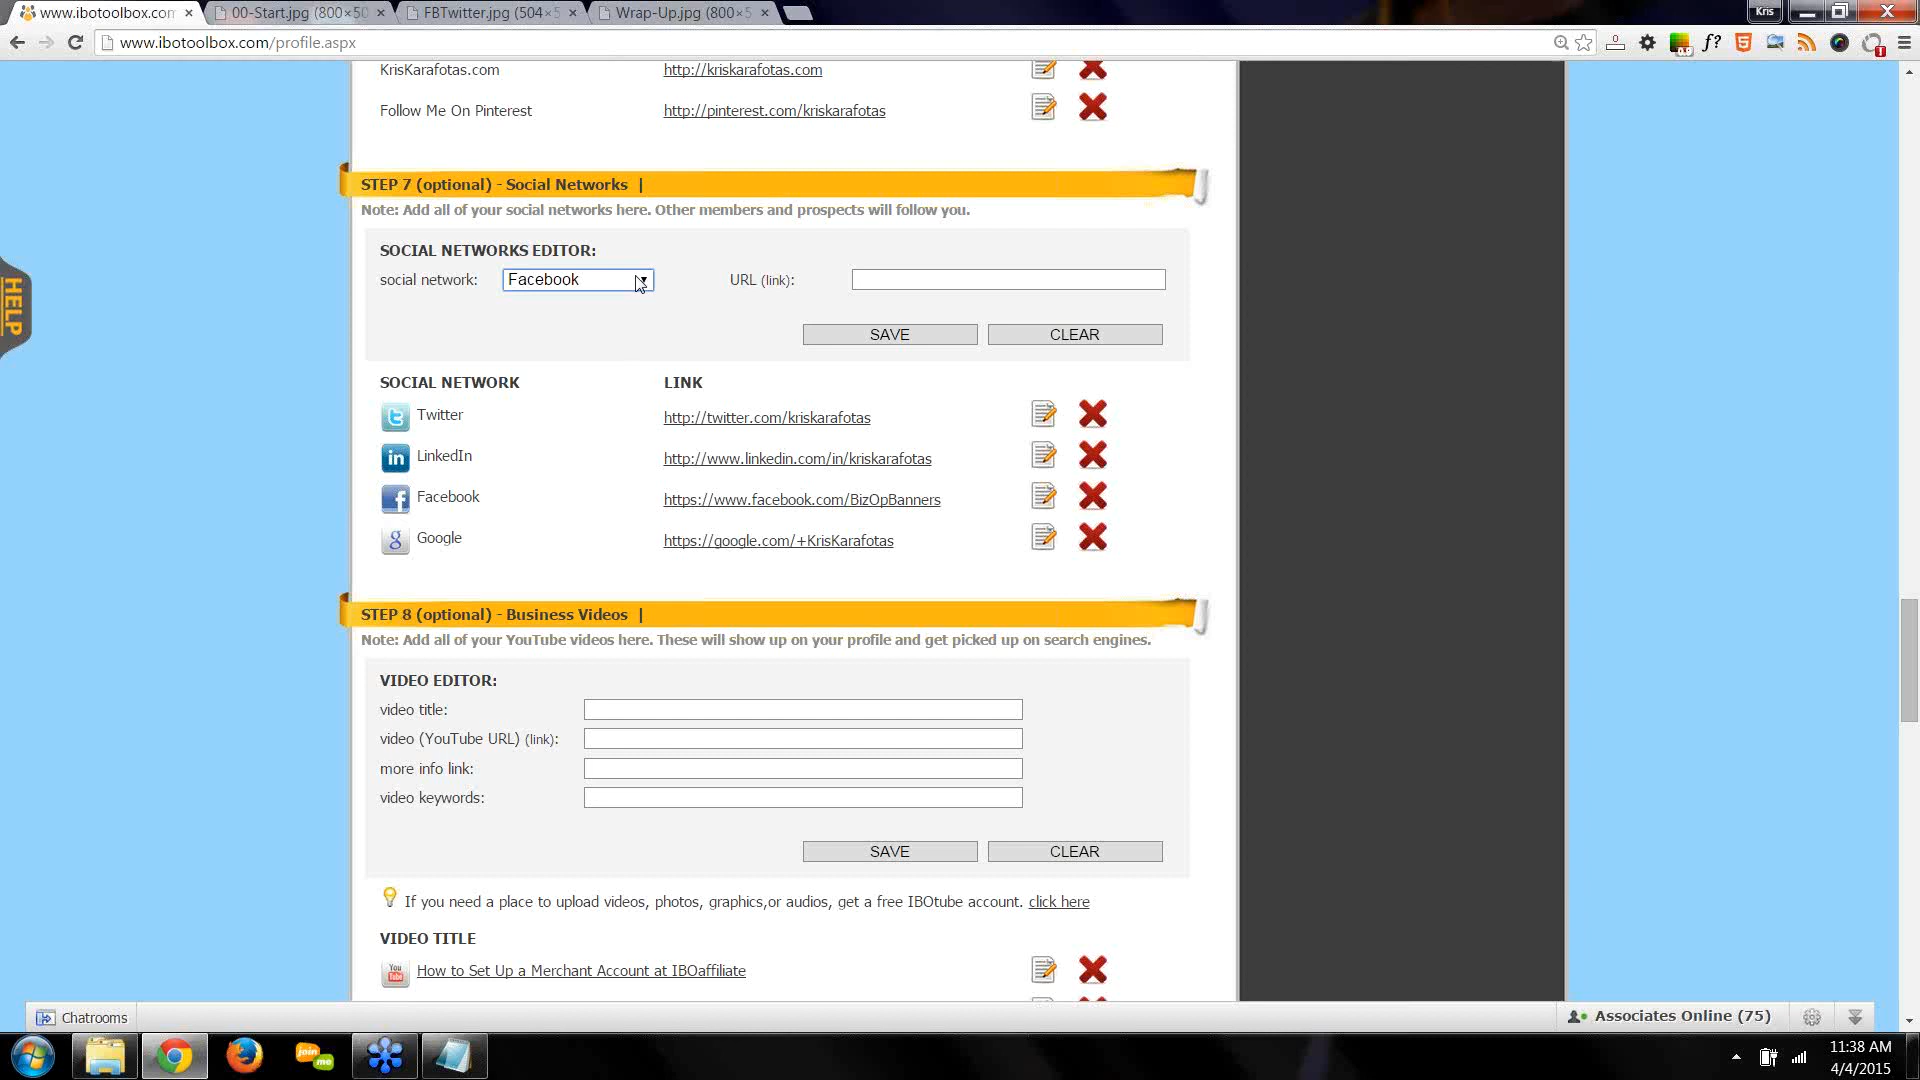 www.ibotoolbox.com
00-Start.jpg (800×50
FBTwitter.jpg (504×5
Wrap-Up.jpg (800×5
Kris
www.ibotoolbox.com/profile.aspx
KrisKarafotas.com http://kriskarafotas.com
Follow Me On Pinterest http://pinterest.com/kriskarafotas
STEP 7 (optional) - Social Networks |
Note: Add all of your social networks here. Other members and prospects will follow you.
SOCIAL NETWORKS EDITOR:
social network: Facebook URL (link):
SAVE CLEAR
SOCIAL NETWORK LINK
Twitter http://twitter.com/kriskarafotas
LinkedIn http://www.linkedin.com/in/kriskarafotas
Facebook https://www.facebook.com/BizOpBanners
Google https://google.com/+KrisKarafotas
HELP
STEP 8 (optional) - Business Videos |
Note: Add all of your YouTube videos here. These will show up on your profile and get picked up on search engines.
VIDEO EDITOR:
video title:
video (YouTube URL) (link):
more info link:
video keywords:
SAVE CLEAR
If you need a place to upload videos, photos, graphics,or audios, get a free IBOtube account. click here
VIDEO TITLE
You Tube How to Set Up a Merchant Account at IBOaffiliate
Chatrooms
Associates Online (75)
join me
11:38 AM
4/4/2015